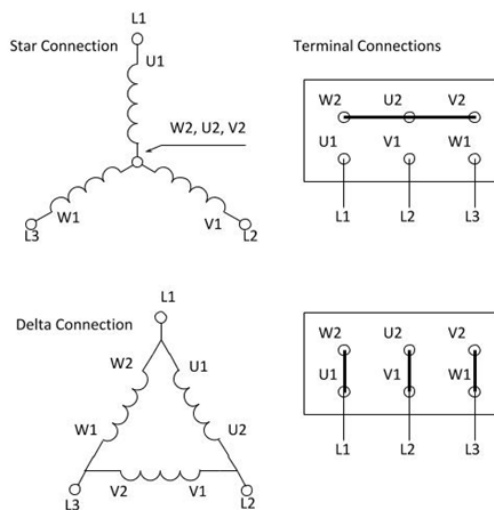 L1
Star Connection
U1
W2, U2, V2
W1
V1
L3
L2
Terminal Connections
W2 U2 V2
U1 V1 W1
L1 L2 L3
Delta Connection
L1
W2 U1
W1 U2
V2 V1
L3 L2
W2 U2 V2
U1 V1 W1
L1 L2 L3